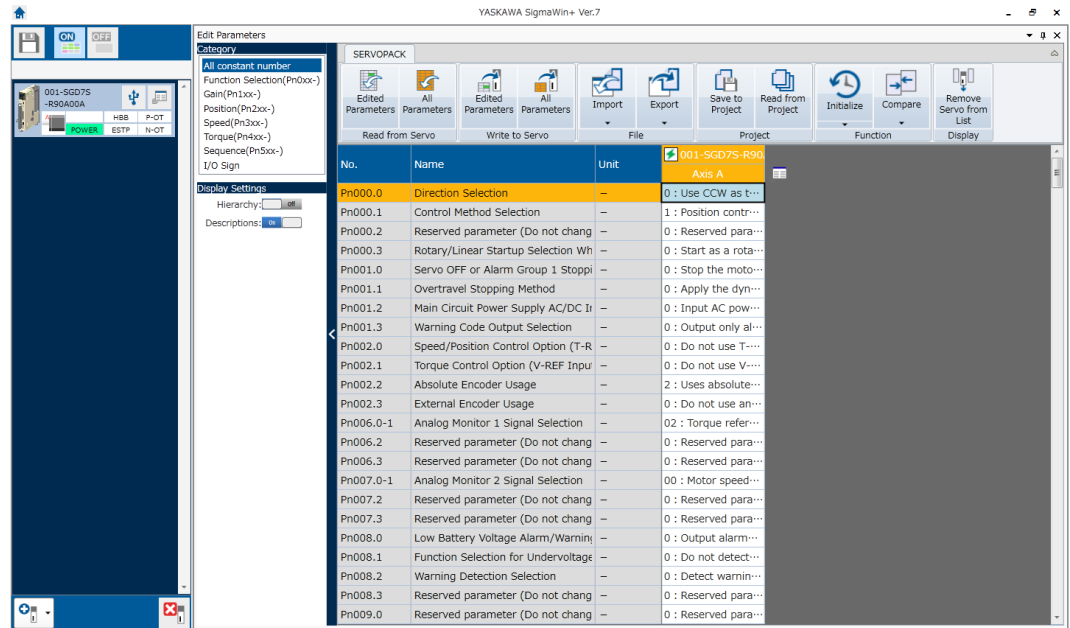 YASKAWA SigmaWin+ Ver.7
ON
OFF
001-SGD7S
-R90A00A
HBB P-OT
POWER ESTP N-OT
Edit Parameters
Category
All constant number
Function Selection(Pn0xx-)
Gain(Pn1xx-)
Position(Pn2xx-)
Speed(Pn3xx-)
Torque(Pn4xx-)
Sequence(Pn5xx-)
I/O Sign
Display Settings
Hierarchy: off
Descriptions: On
SERVOPACK
Edited Parameters
All Parameters
Read from Servo
Edited Parameters
All Parameters
Write to Servo
Import
Export
File
Save to Project
Read from Project
Project
Initialize
Compare
Function
Remove Servo from List
Display
No. Name Unit 001-SGD7S-R90
Axis A
Pn000.0 Direction Selection – 0 : Use CCW as t···
Pn000.1 Control Method Selection – 1 : Position contr···
Pn000.2 Reserved parameter (Do not chang – 0 : Reserved para···
Pn000.3 Rotary/Linear Startup Selection Wh – 0 : Start as a rota···
Pn001.0 Servo OFF or Alarm Group 1 Stoppi – 0 : Stop the moto···
Pn001.1 Overtravel Stopping Method – 0 : Apply the dyn···
Pn001.2 Main Circuit Power Supply AC/DC In – 0 : Input AC pow···
Pn001.3 Warning Code Output Selection – 0 : Output only al···
Pn002.0 Speed/Position Control Option (T-R – 0 : Do not use T-···
Pn002.1 Torque Control Option (V-REF Input – 0 : Do not use V-···
Pn002.2 Absolute Encoder Usage – 2 : Uses absolute···
Pn002.3 External Encoder Usage – 0 : Do not use an···
Pn006.0-1 Analog Monitor 1 Signal Selection – 02 : Torque refer···
Pn006.2 Reserved parameter (Do not chang – 0 : Reserved para···
Pn006.3 Reserved parameter (Do not chang – 0 : Reserved para···
Pn007.0-1 Analog Monitor 2 Signal Selection – 00 : Motor speed···
Pn007.2 Reserved parameter (Do not chang – 0 : Reserved para···
Pn007.3 Reserved parameter (Do not chang – 0 : Reserved para···
Pn008.0 Low Battery Voltage Alarm/Warning – 0 : Output alarm···
Pn008.1 Function Selection for Undervoltage – 0 : Do not detect···
Pn008.2 Warning Detection Selection – 0 : Detect warnin···
Pn008.3 Reserved parameter (Do not chang – 0 : Reserved para···
Pn009.0 Reserved parameter (Do not chang – 0 : Reserved para···